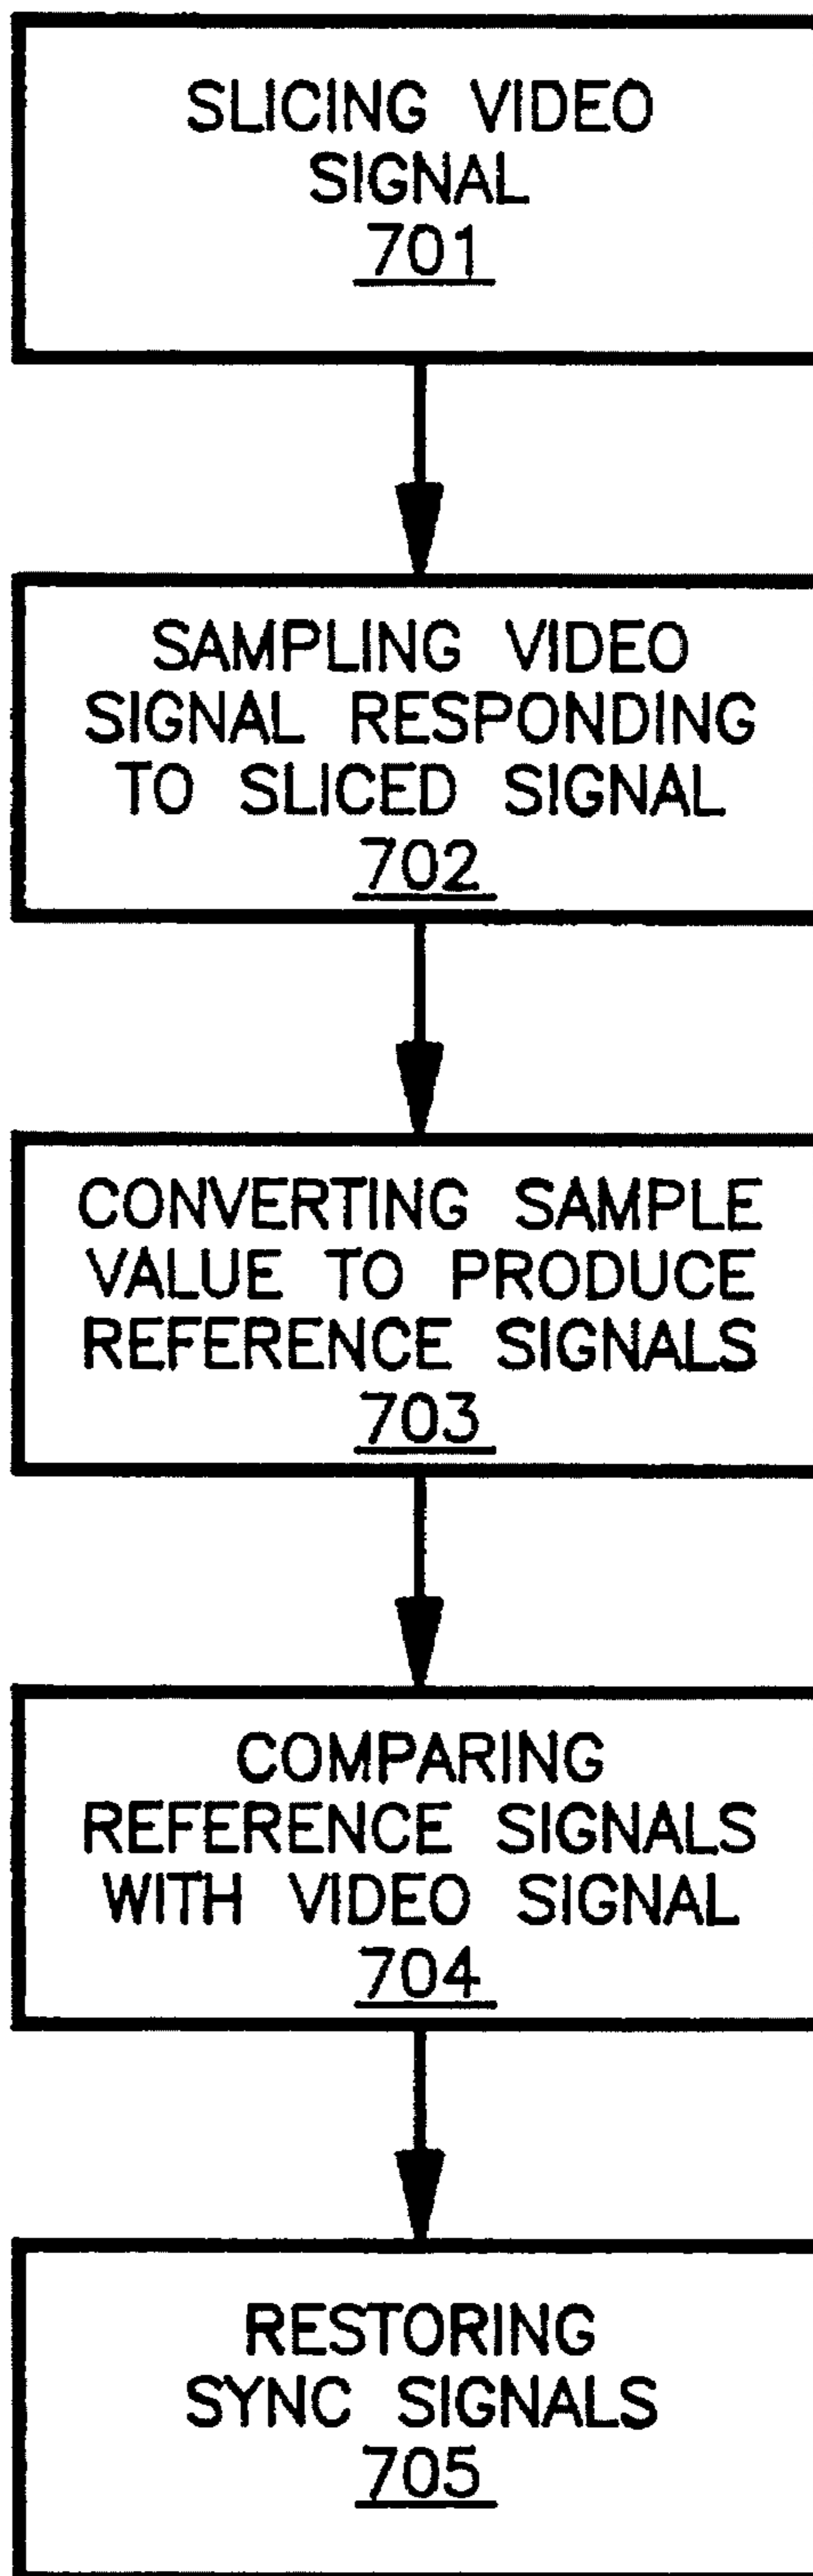 SLICING VIDEO
SIGNAL
701
SAMPLING VIDEO
SIGNAL RESPONDING
TO SLICED SIGNAL
702
CONVERTING SAMPLE
VALUE TO PRODUCE
REFERENCE SIGNALS
703
COMPARING
REFERENCE SIGNALS
WITH VIDEO SIGNAL
704
RESTORING
SYNC SIGNALS
705